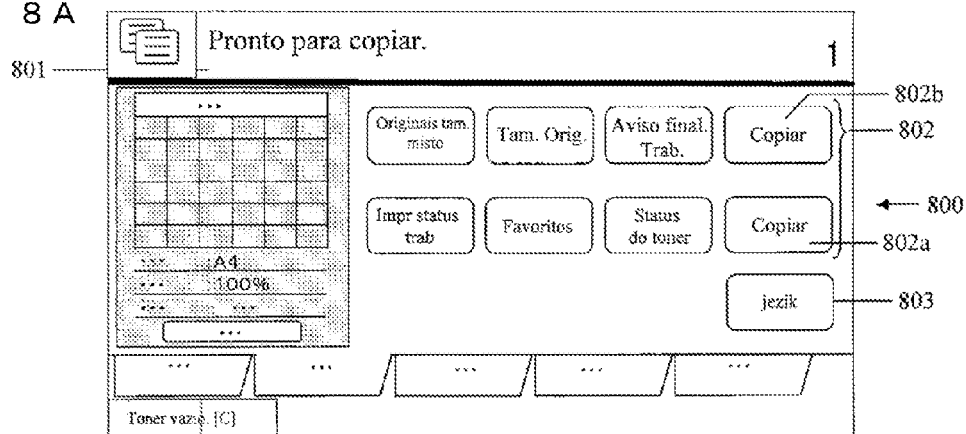 8 A
Pronto para copiar.
1
801
802b
802
800
802a
803
...
A4
...
100%
...
...
...
...
Originais tam.
misto
Tam. Orig.
Aviso final.
Trab.
Copiar
Impr status
trab
Favoritos
Status
do toner
Copiar
jezik
...
...
...
...
...
Toner vazio. [C]